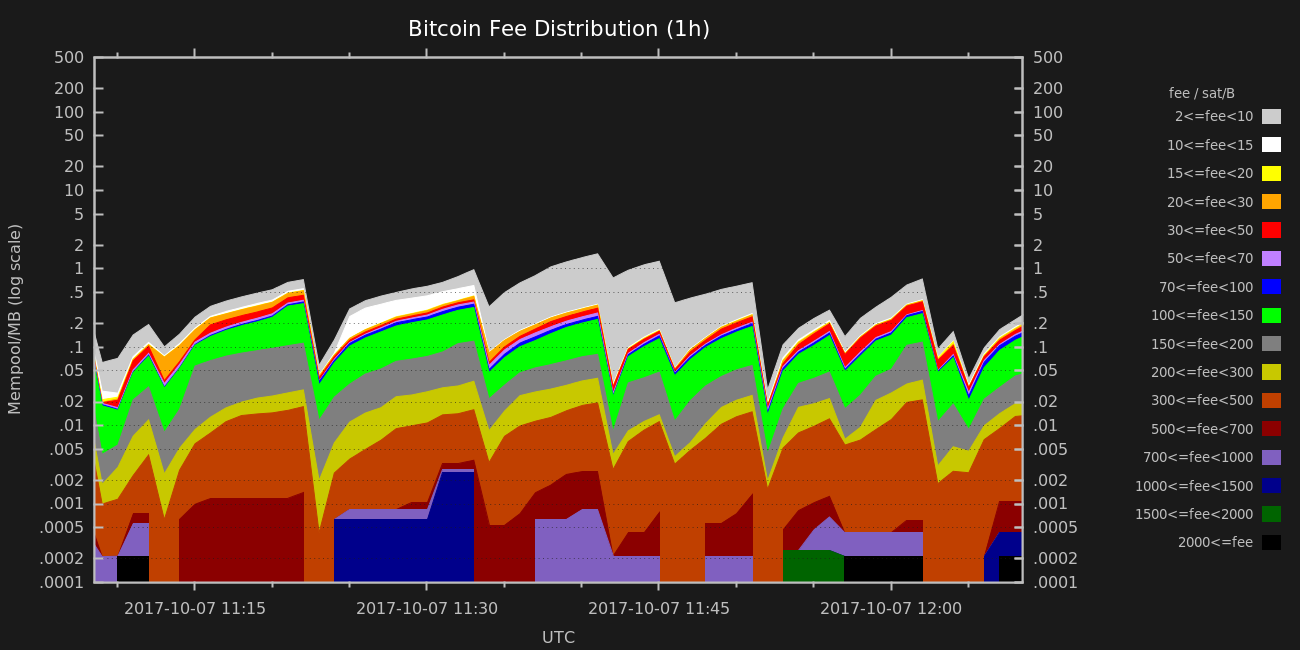 Bitcoin Fee Distribution (1h)
500 500
200 200
100 100
50 50
20 20
10 10
5 5
2 2
1 1
.5 .5
.2 .2
.1 .1
.05 .05
.02 .02
.01 .01
.005 .005
.002 .002
.001 .001
.0005 .0005
.0002 .0002
.0001 .0001
Mempool/MB (log scale)
2017-10-07 11:15 2017-10-07 11:30 2017-10-07 11:45 2017-10-07 12:00
UTC
fee / sat/B
2<=fee<10
10<=fee<15
15<=fee<20
20<=fee<30
30<=fee<50
50<=fee<70
70<=fee<100
100<=fee<150
150<=fee<200
200<=fee<300
300<=fee<500
500<=fee<700
700<=fee<1000
1000<=fee<1500
1500<=fee<2000
2000<=fee